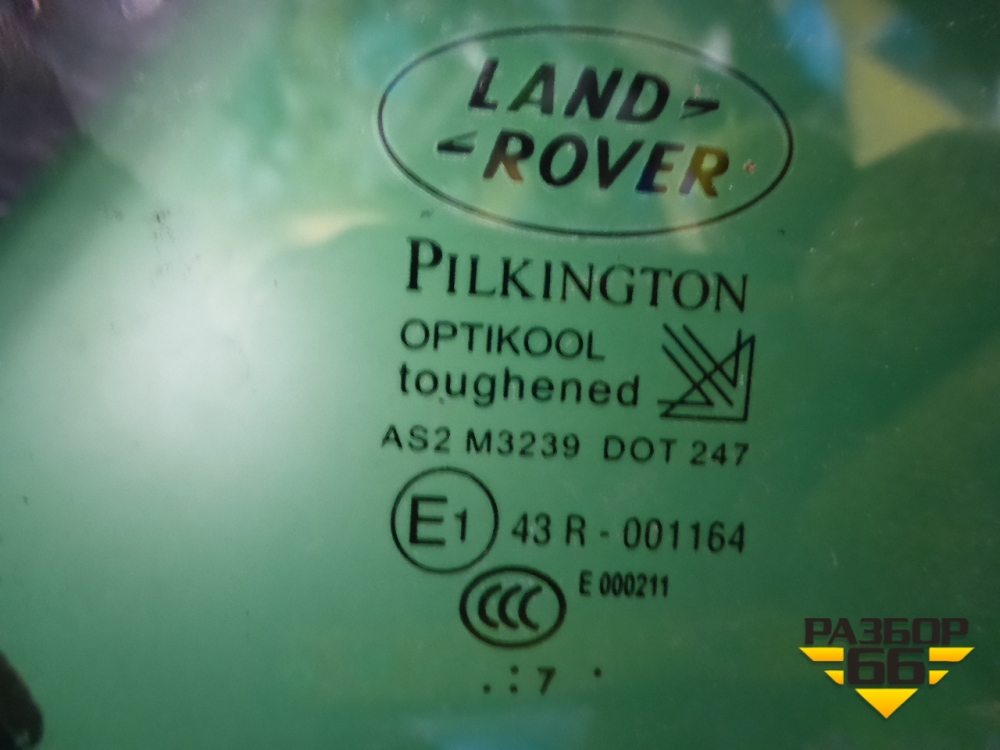 LAND
ROVER
PILKINGTON
OPTIKOOL
toughened
AS2 M3239 DOT 247
E1 43 R - 001164
CCC E 000211
. : 7 .
РАЗБОР
66